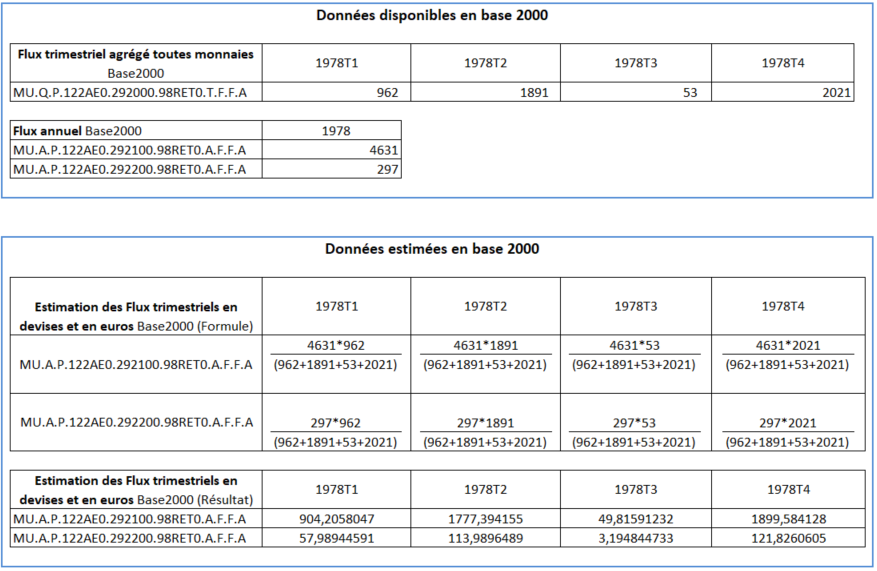 Données disponibles en base 2000
Flux trimestriel agrégé toutes monnaies
Base2000
1978T1 1978T2 1978T3 1978T4
MU.Q.P.122AE0.292000.98RET0.T.F.F.A 962 1891 53 2021
Flux annuel Base2000 1978
MU.A.P.122AE0.292100.98RET0.A.F.F.A 4631
MU.A.P.122AE0.292200.98RET0.A.F.F.A 297
Données estimées en base 2000
Estimation des Flux trimestriels en
devises et en euros Base2000 (Formule)
1978T1 1978T2 1978T3 1978T4
4631*962 4631*1891 4631*53 4631*2021
MU.A.P.122AE0.292100.98RET0.A.F.F.A (962+1891+53+2021) (962+1891+53+2021) (962+1891+53+2021) (962+1891+53+2021)
MU.A.P.122AE0.292200.98RET0.A.F.F.A 297*962 297*1891 297*53 297*2021
(962+1891+53+2021) (962+1891+53+2021) (962+1891+53+2021) (962+1891+53+2021)
Estimation des Flux trimestriels en
devises et en euros Base2000 (Résultat)
1978T1 1978T2 1978T3 1978T4
MU.A.P.122AE0.292100.98RET0.A.F.F.A 904,2058047 1777,394155 49,81591232 1899,584128
MU.A.P.122AE0.292200.98RET0.A.F.F.A 57,98944591 113,9896489 3,194844733 121,8260605